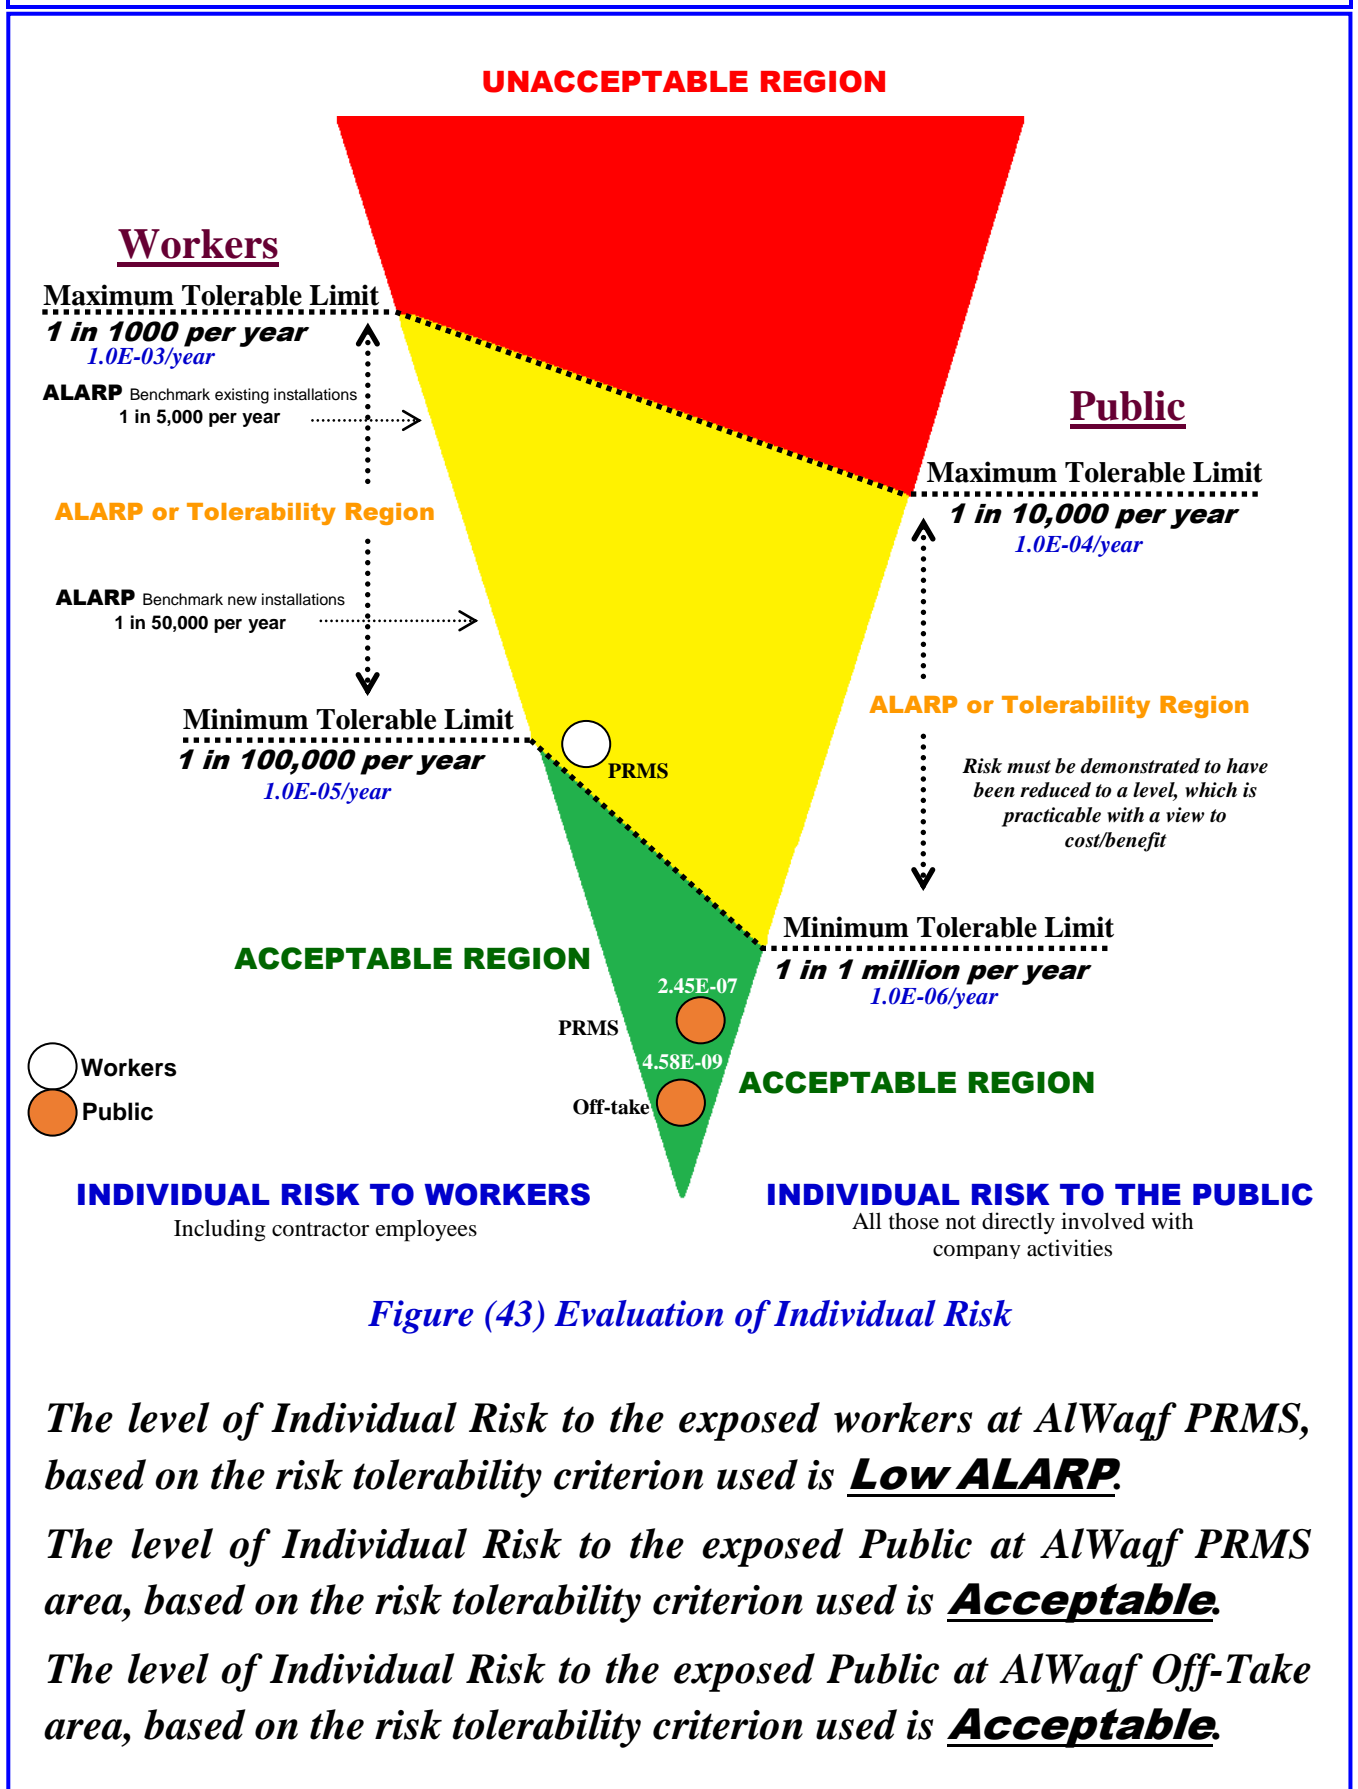 UNACCEPTABLE REGION
Workers
Maximum Tolerable Limit
1 in 1000 per year
1.0E-03/year
ALARP Benchmark existing installations
1 in 5,000 per year
Public
Maximum Tolerable Limit
1 in 10,000 per year
1.0E-04/year
ALARP or Tolerability Region
ALARP Benchmark new installations
1 in 50,000 per year
Minimum Tolerable Limit
1 in 100,000 per year
1.0E-05/year
PRMS
ALARP or Tolerability Region
Risk must be demonstrated to have
been reduced to a level, which is
practicable with a view to
cost/benefit
Minimum Tolerable Limit
1 in 1 million per year
1.0E-06/year
ACCEPTABLE REGION
2.45E-07
PRMS
4.58E-09
Off-take
ACCEPTABLE REGION
Workers
Public
INDIVIDUAL RISK TO WORKERS
Including contractor employees
INDIVIDUAL RISK TO THE PUBLIC
All those not directly involved with
company activities
Figure (43) Evaluation of Individual Risk
The level of Individual Risk to the exposed workers at AlWaqf PRMS,
based on the risk tolerability criterion used is Low ALARP.
The level of Individual Risk to the exposed Public at AlWaqf PRMS
area, based on the risk tolerability criterion used is Acceptable.
The level of Individual Risk to the exposed Public at AlWaqf Off-Take
area, based on the risk tolerability criterion used is Acceptable.